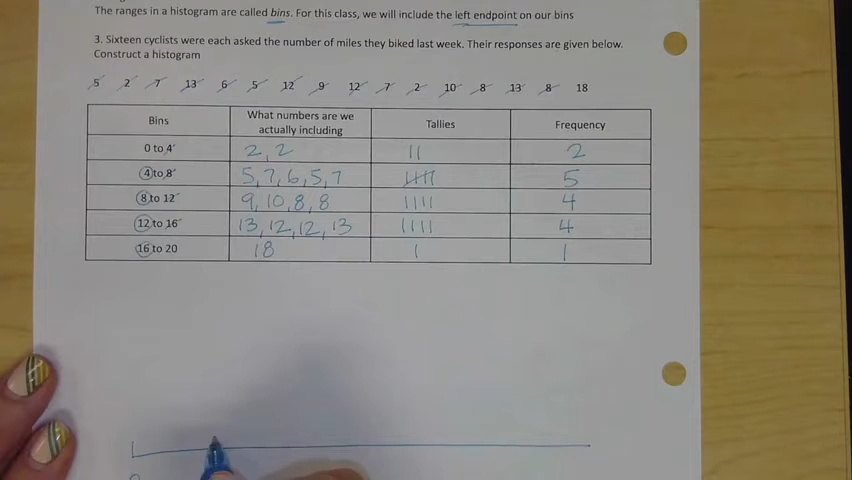 The ranges in a histogram are called bins. For this class, we will include the left endpoint on our bins
3. Sixteen cyclists were each asked the number of miles they biked last week. Their responses are given below.
Construct a histogram
5 2 7 13 6 5 12 9 12 7 2 10 8 13 8 18
Bins What numbers are we actually including Tallies Frequency
0 to 4 2, 2 || 2
4 to 8 5, 7, 6, 5, 7 |||| 5
8 to 12 9, 10, 8, 8 |||| 4
12 to 16 13, 12, 12, 13 |||| 4
16 to 20 18 | 1